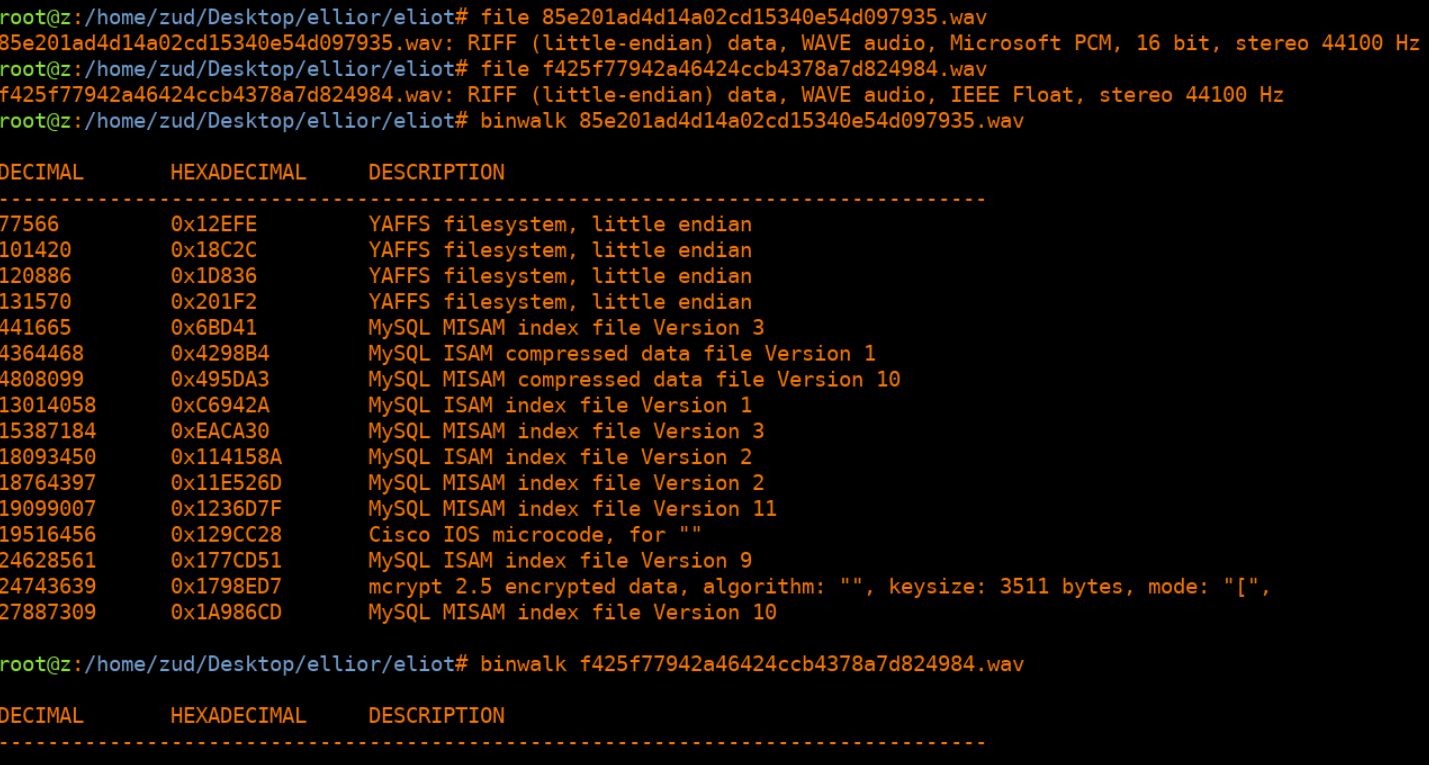 root@z:/home/zud/Desktop/ellior/eliot# file 85e201ad4d14a02cd15340e54d097935.wav
85e201ad4d14a02cd15340e54d097935.wav: RIFF (little-endian) data, WAVE audio, Microsoft PCM, 16 bit, stereo 44100 Hz
root@z:/home/zud/Desktop/ellior/eliot# file f425f77942a46424ccb4378a7d824984.wav
f425f77942a46424ccb4378a7d824984.wav: RIFF (little-endian) data, WAVE audio, IEEE Float, stereo 44100 Hz
root@z:/home/zud/Desktop/ellior/eliot# binwalk 85e201ad4d14a02cd15340e54d097935.wav
DECIMAL       HEXADECIMAL     DESCRIPTION
--------------------------------------------------------------------------------
77566         0x12EFE         YAFFS filesystem, little endian
101420        0x18C2C         YAFFS filesystem, little endian
120886        0x1D836         YAFFS filesystem, little endian
131570        0x201F2         YAFFS filesystem, little endian
441665        0x6BD41         MySQL MISAM index file Version 3
4364468       0x4298B4        MySQL ISAM compressed data file Version 1
4808099       0x495DA3        MySQL MISAM compressed data file Version 10
13014058      0xC6942A        MySQL ISAM index file Version 1
15387184      0xEACA30        MySQL MISAM index file Version 3
18093450      0x114158A       MySQL ISAM index file Version 2
18764397      0x11E526D       MySQL MISAM index file Version 2
19099007      0x1236D7F       MySQL MISAM index file Version 11
19516456      0x129CC28       Cisco IOS microcode, for ""
24628561      0x177CD51       MySQL ISAM index file Version 9
24743639      0x1798ED7       mcrypt 2.5 encrypted data, algorithm: "", keysize: 3511 bytes, mode: "[",
27887309      0x1A986CD       MySQL MISAM index file Version 10
root@z:/home/zud/Desktop/ellior/eliot# binwalk f425f77942a46424ccb4378a7d824984.wav
DECIMAL       HEXADECIMAL     DESCRIPTION
--------------------------------------------------------------------------------